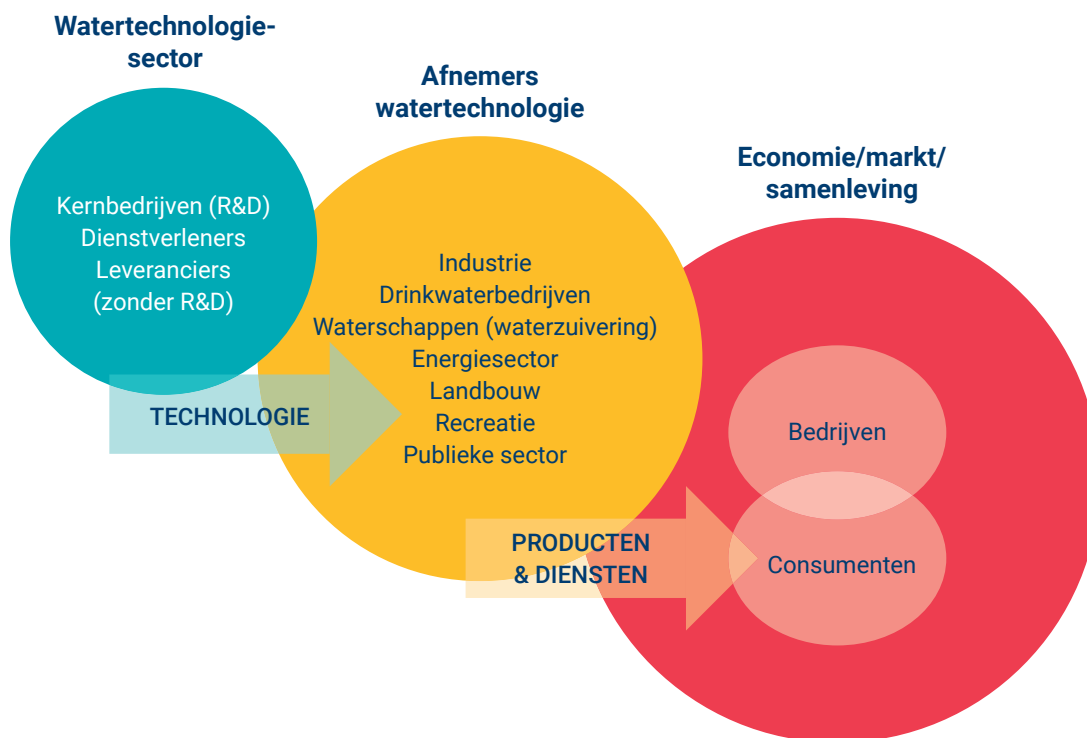 Watertechnologie-
sector
Kernbedrijven (R&D)
Dienstverleners
Leveranciers
(zonder R&D)
TECHNOLOGIE
Afnemers
watertechnologie
Industrie
Drinkwaterbedrijven
Waterschappen (waterzuivering)
Energiesector
Landbouw
Recreatie
Publieke sector
PRODUCTEN
& DIENSTEN
Economie/markt/
samenleving
Bedrijven
Consumenten